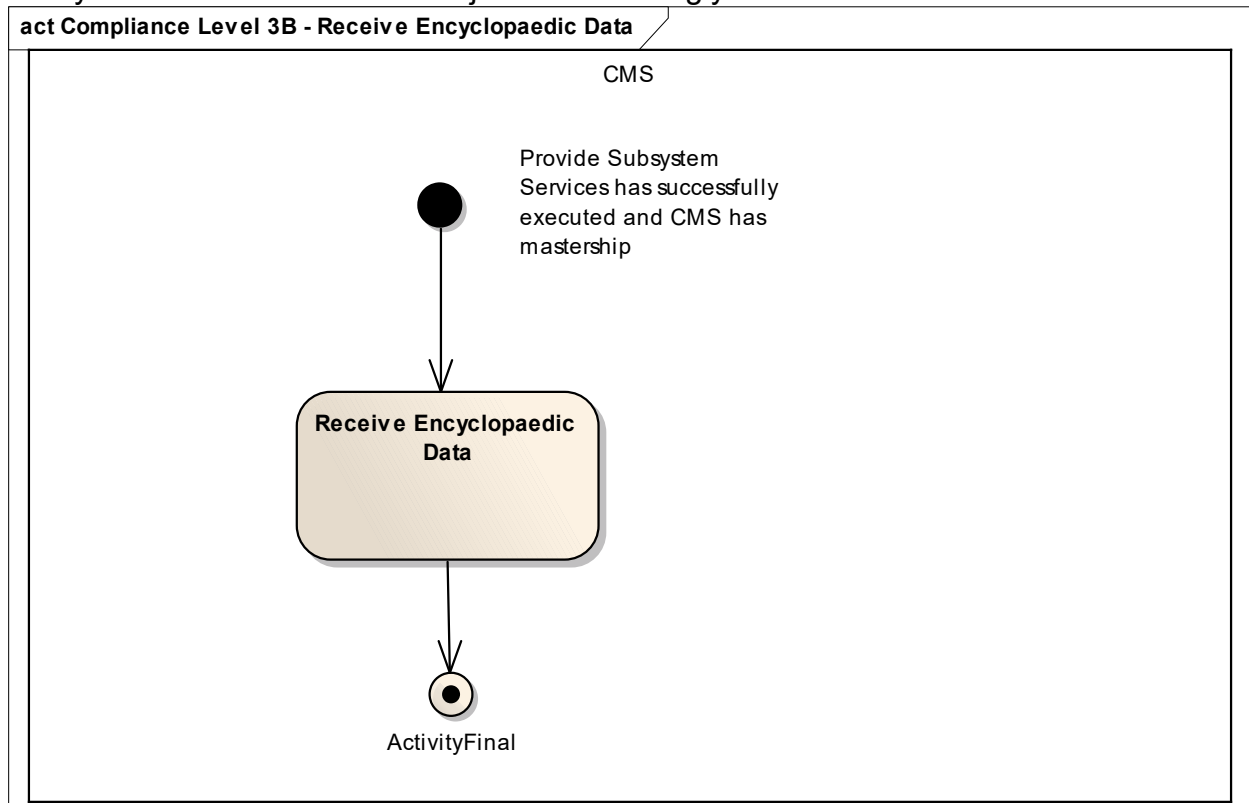 act Compliance Level 3B - Receive Encyclopaedic Data
CMS
Provide Subsystem
Services has successfully
executed and CMS has
mastership
Receive Encyclopaedic
Data
ActivityFinal